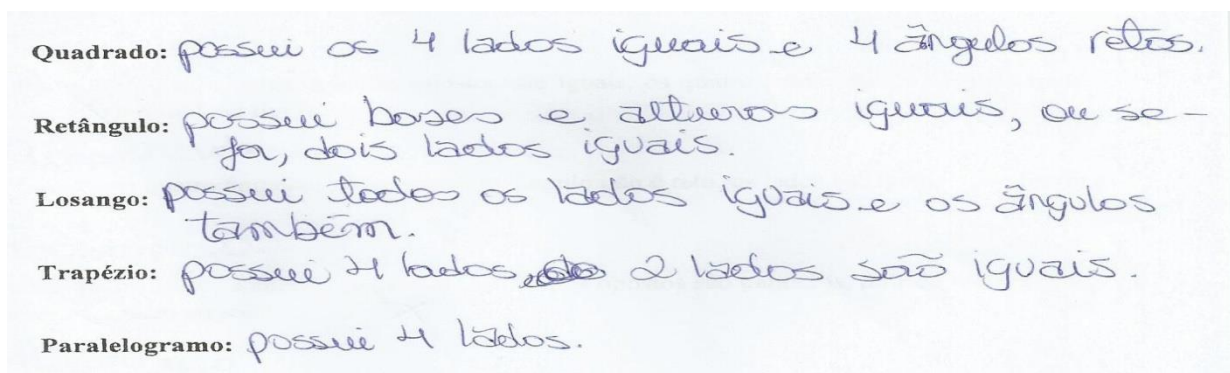 Quadrado: possui os 4 lados iguais e 4 ângulos retos.
Retângulo: possui bases e alturas iguais, ou se-
ja, dois lados iguais.
Losango: possui todos os lados iguais e os ângulos
também.
Trapézio: possui 4 lados, 2 lados são iguais.
Paralelogramo: possui 4 lados.